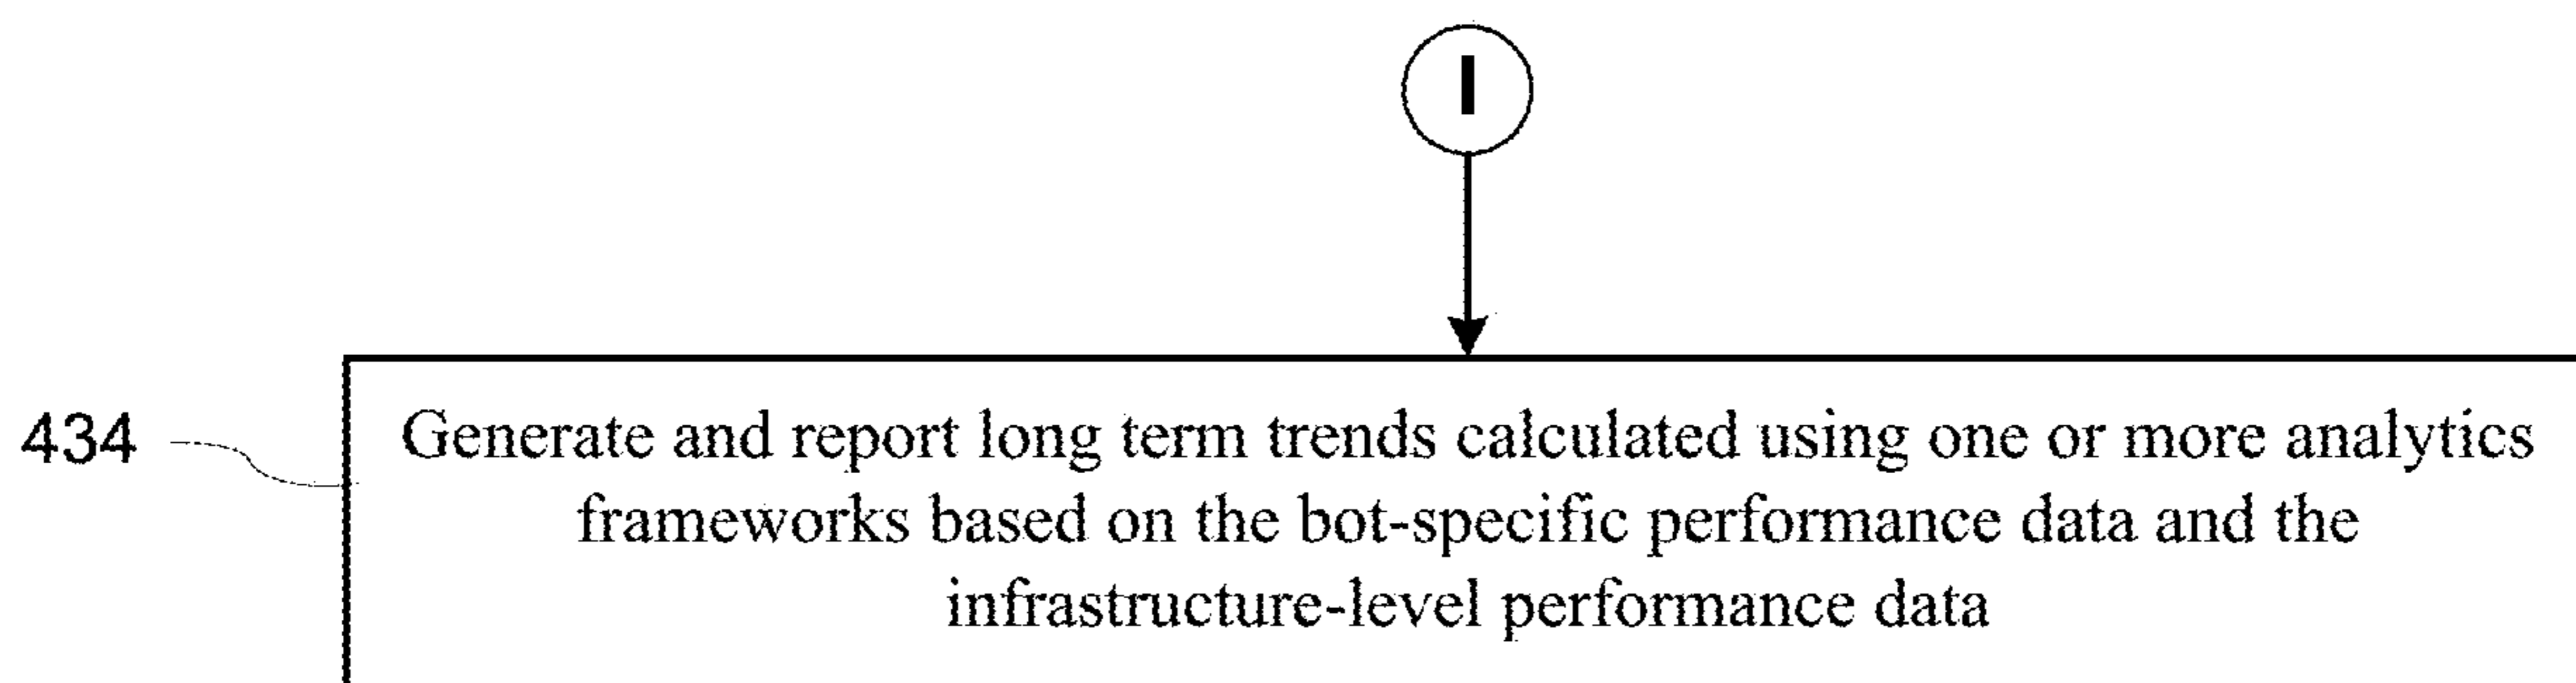 I
434
Generate and report long term trends calculated using one or more analytics
frameworks based on the bot-specific performance data and the
infrastructure-level performance data